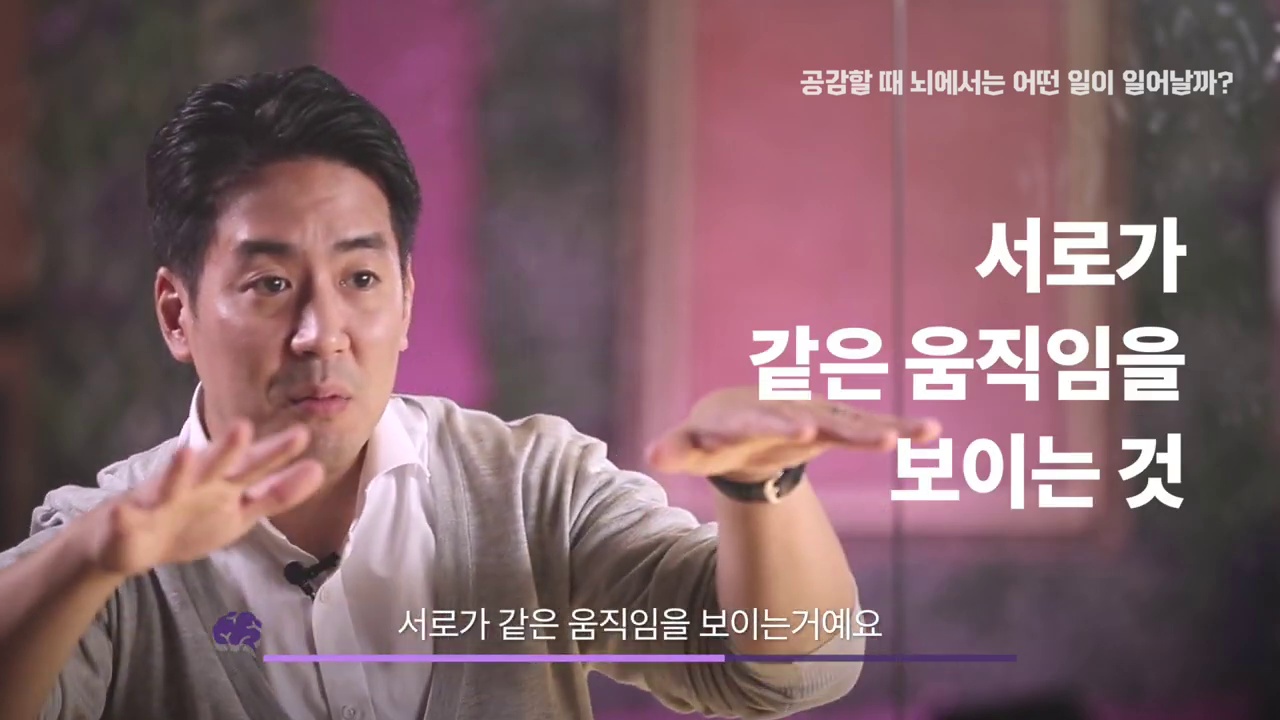 공감할 때 뇌에서는 어떤 일이 일어날까?
서로가
같은 움직임을
보이는 것
서로가 같은 움직임을 보이는거예요